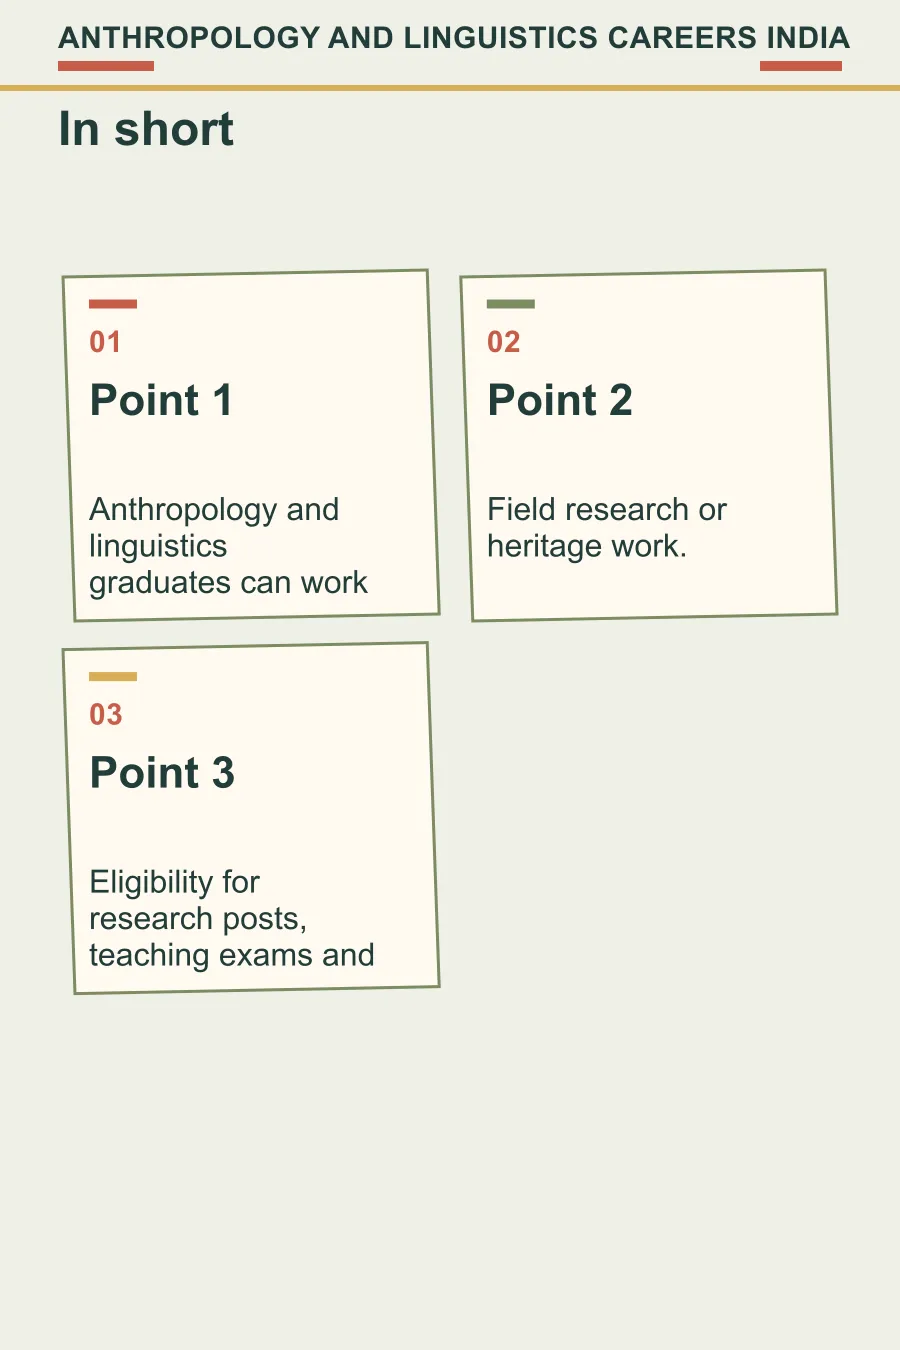 ANTHROPOLOGY AND LINGUISTICS CAREERS INDIA
In short
01
Point 1
Anthropology and
linguistics
graduates can work
02
Point 2
Field research or
heritage work.
03
Point 3
Eligibility for
research posts,
teaching exams and